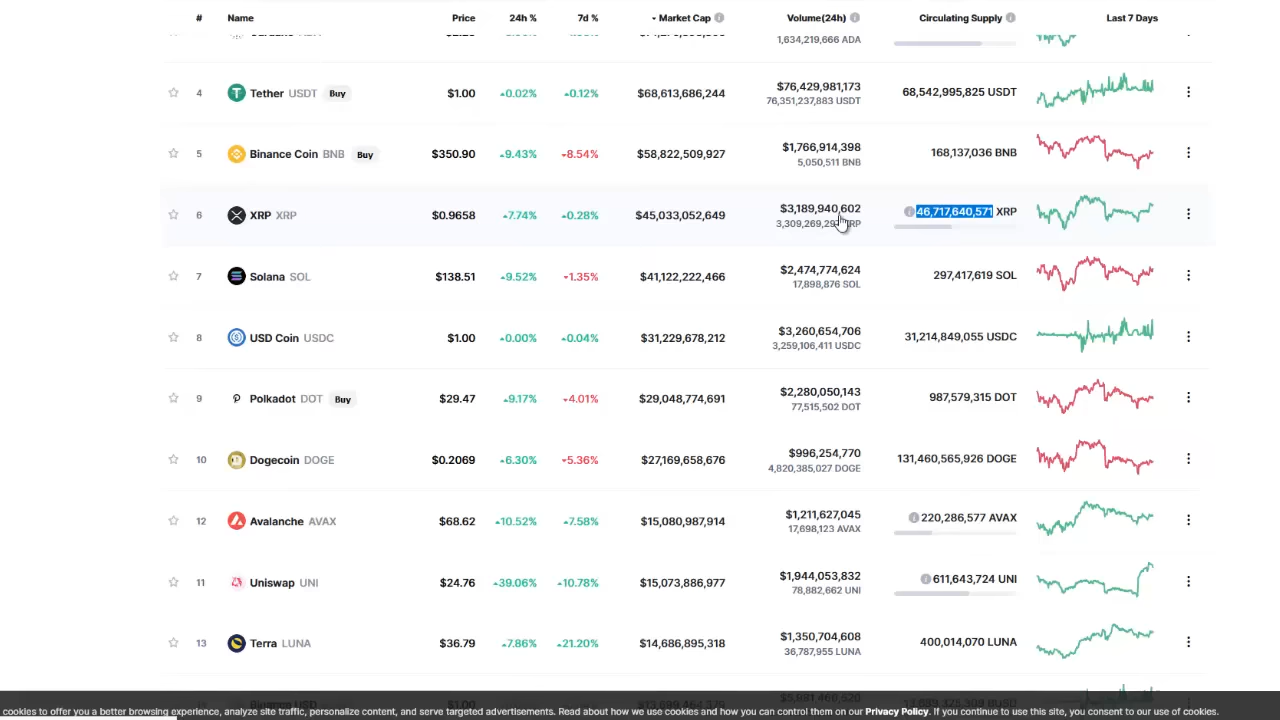 # Name Price 24h % 7d % Market Cap Volume(24h) Circulating Supply Last 7 Days
1,634,219,666 ADA
4 Tether USDT Buy $1.00 0.02% 0.12% $68,613,686,244 $76,429,981,173 68,542,995,825 USDT
76,351,237,883 USDT
5 Binance Coin BNB Buy $350.90 9.43% 8.54% $58,822,509,927 $1,766,914,398 168,137,036 BNB
5,050,511 BNB
6 XRP XRP $0.9658 7.74% 0.28% $45,033,052,649 $3,189,940,602 46,717,640,571 XRP
3,309,269,29 XRP
7 Solana SOL $138.51 9.52% 1.35% $41,122,222,466 $2,474,774,624 297,417,619 SOL
17,898,876 SOL
8 USD Coin USDC $1.00 0.00% 0.04% $31,229,678,212 $3,260,654,706 31,214,849,055 USDC
3,259,106,411 USDC
9 Polkadot DOT Buy $29.47 9.17% 4.01% $29,048,774,691 $2,280,050,143 987,579,315 DOT
77,515,502 DOT
10 Dogecoin DOGE $0.2069 6.30% 5.36% $27,169,658,676 $996,254,770 131,460,565,926 DOGE
4,820,385,027 DOGE
12 Avalanche AVAX $68.62 10.52% 7.58% $15,080,987,914 $1,211,627,045 220,286,577 AVAX
17,698,123 AVAX
11 Uniswap UNI $24.76 39.06% 10.78% $15,073,886,977 $1,944,053,832 611,643,724 UNI
78,882,662 UNI
13 Terra LUNA $36.79 7.86% 21.20% $14,686,895,318 $1,350,704,608 400,014,070 LUNA
36,787,955 LUNA
cookies to offer you a better browsing experience, analyze site traffic, personalize content, and serve targeted advertisements. Read about how we use cookies and how you can control them on our Privacy Policy. If you continue to use this site, you consent to our use of cookies.